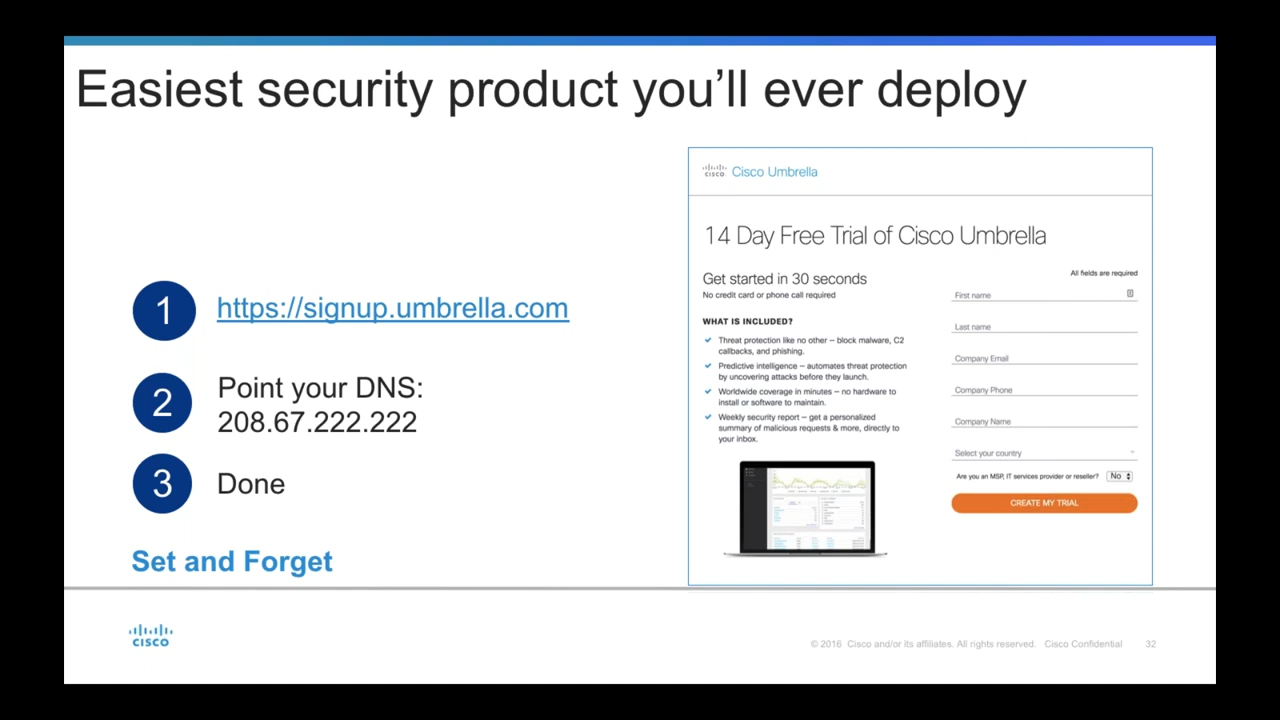 Easiest security product you'll ever deploy
1
https://signup.umbrella.com
2
Point your DNS:
208.67.222.222
3
Done
Set and Forget
CISCO Cisco Umbrella
14 Day Free Trial of Cisco Umbrella
Get started in 30 seconds
No credit card or phone call required
WHAT IS INCLUDED?
Threat protection like no other – block malware, C2
callbacks, and phishing.
Predictive intelligence – automates threat protection
by uncovering attacks before they launch.
Worldwide coverage in minutes – no hardware to
install or software to maintain.
Weekly security report – get a personalized
summary of malicious requests & more, directly to
your inbox.
All fields are required
First name
Last name
Company Email
Company Phone
Company Name
Select your country
Are you an MSP, IT services provider or reseller? No
CREATE MY TRIAL
CISCO
© 2016 Cisco and/or its affiliates. All rights reserved. Cisco Confidential 32